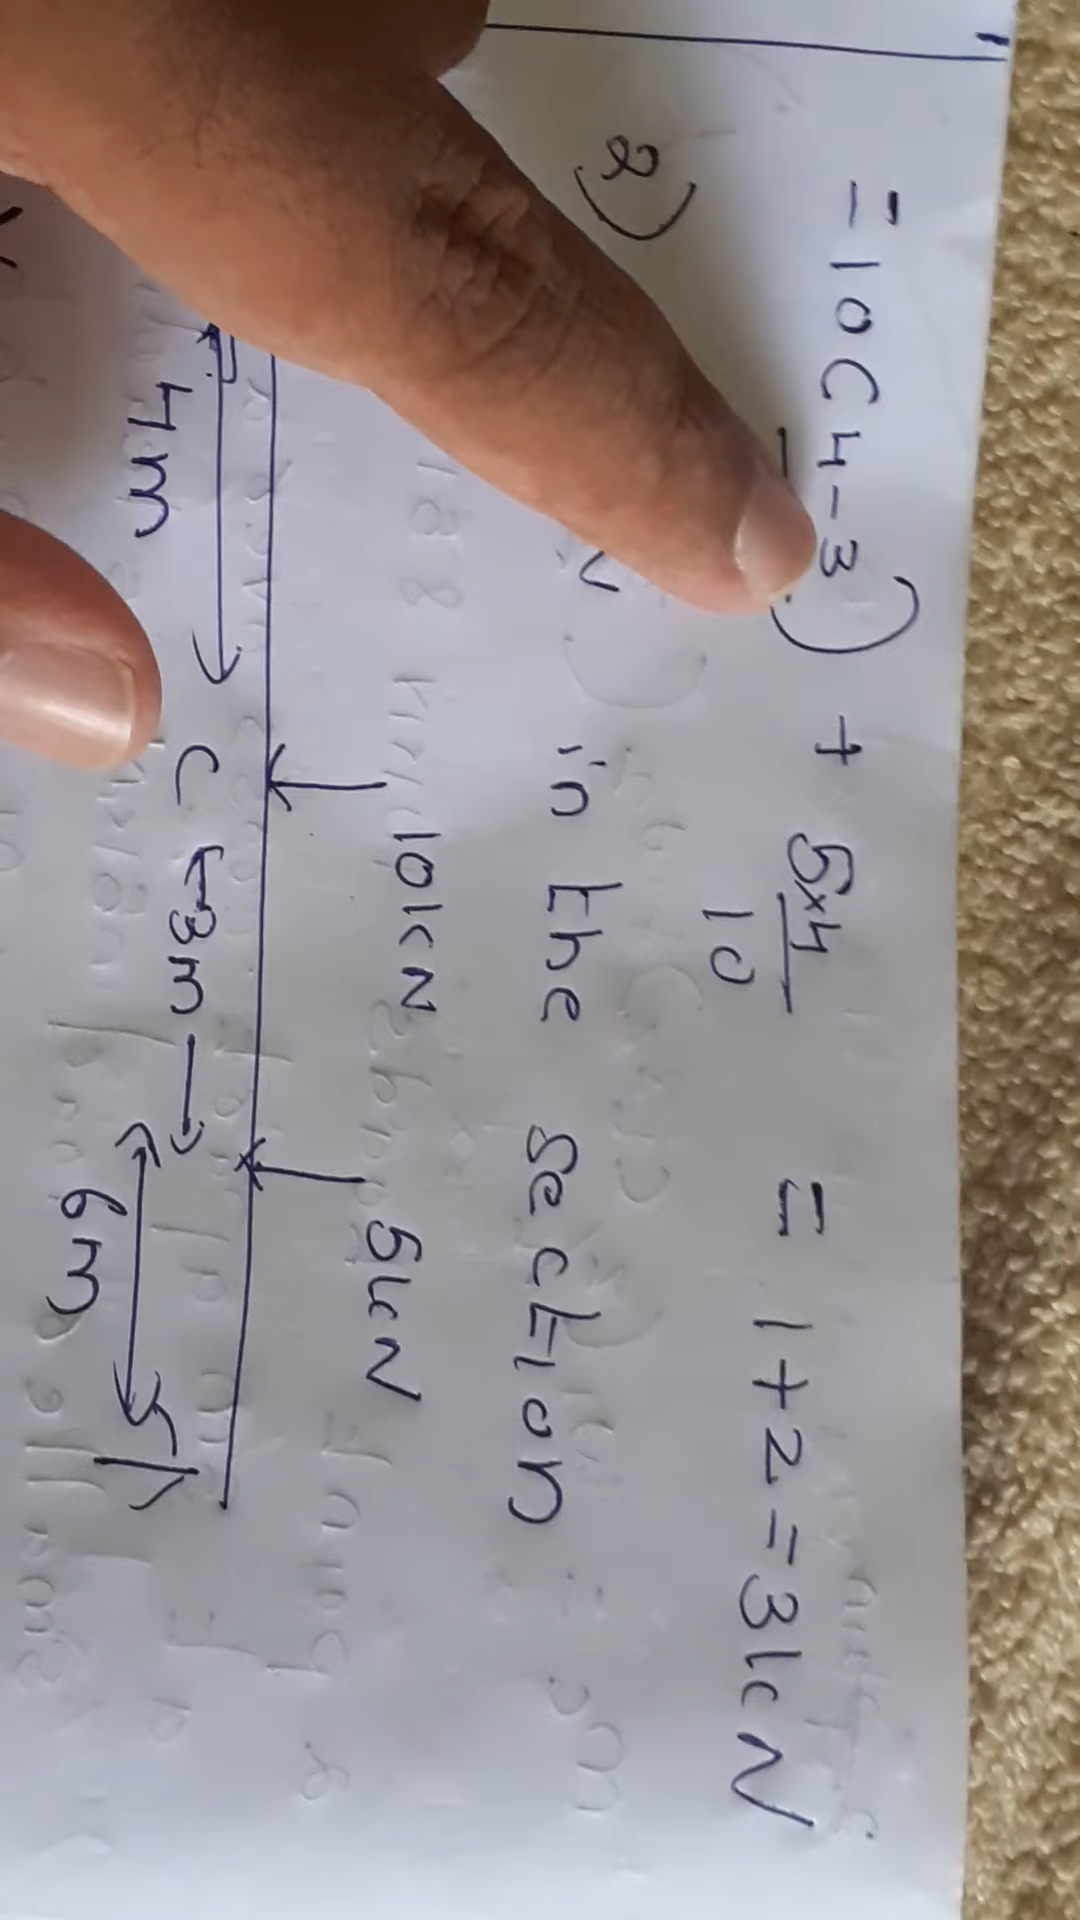 = 10(4-3) + 5×4 = 1+2 = 3kN
10
2) in the section
10kN 5kN
4m C 3m 6m